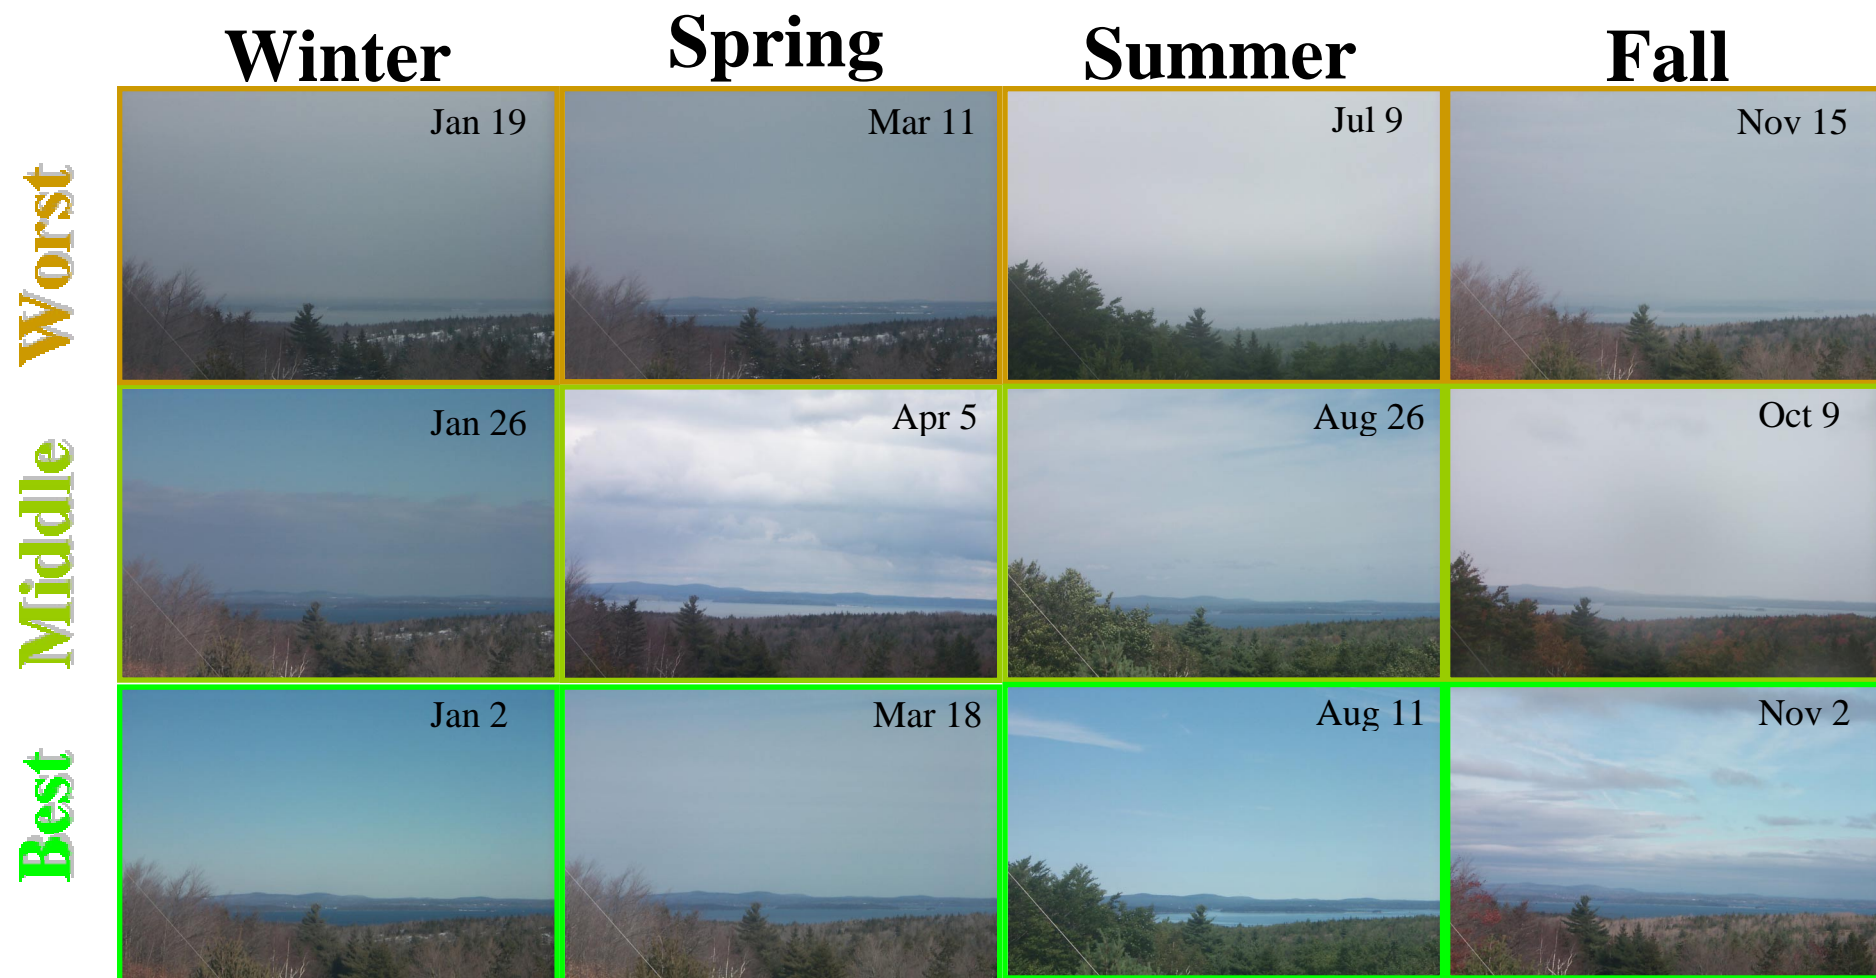 Winter Spring Summer Fall
Worst
Jan 19 Mar 11 Jul 9 Nov 15
Middle
Jan 26 Apr 5 Aug 26 Oct 9
Best
Jan 2 Mar 18 Aug 11 Nov 2